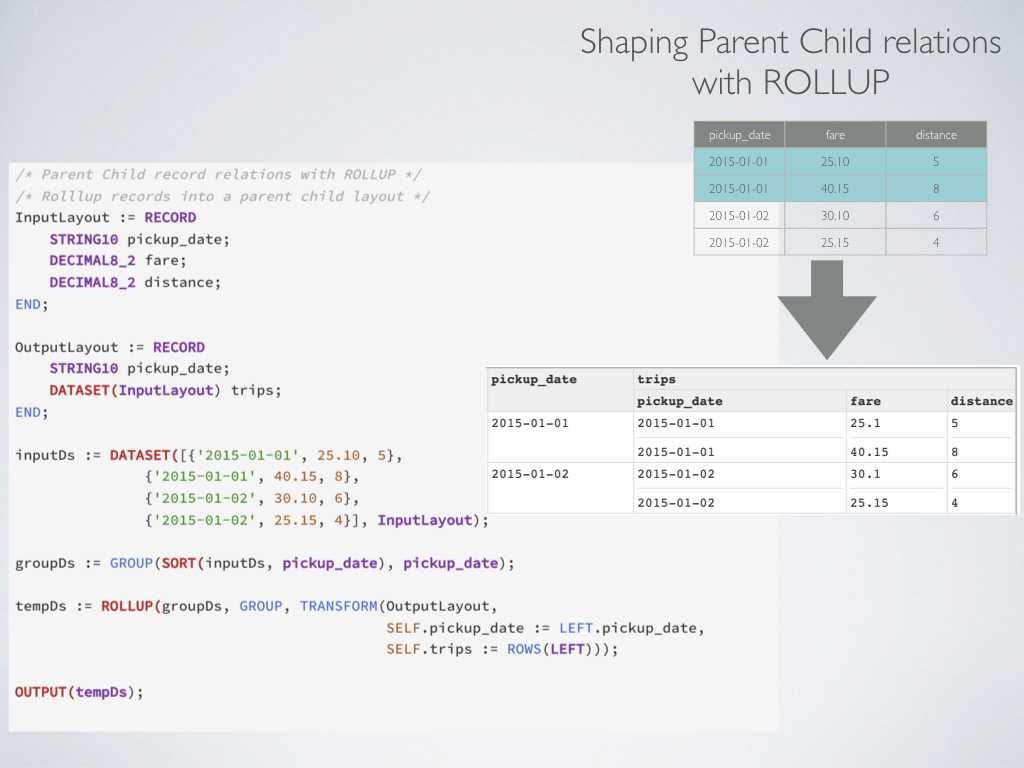 Shaping Parent Child relations
with ROLLUP
pickup_date fare distance
2015-01-01 25.10 5
2015-01-01 40.15 8
2015-01-02 30.10 6
2015-01-02 25.15 4
/* Parent Child record relations with ROLLUP */
/* Rolllup records into a parent child layout */
InputLayout := RECORD
STRING10 pickup_date;
DECIMAL8_2 fare;
DECIMAL8_2 distance;
END;
OutputLayout := RECORD
STRING10 pickup_date;
DATASET(InputLayout) trips;
END;
inputDs := DATASET([{'2015-01-01', 25.10, 5},
{'2015-01-01', 40.15, 8},
{'2015-01-02', 30.10, 6},
{'2015-01-02', 25.15, 4}], InputLayout);
groupDs := GROUP(SORT(inputDs, pickup_date), pickup_date);
tempDs := ROLLUP(groupDs, GROUP, TRANSFORM(OutputLayout,
SELF.pickup_date := LEFT.pickup_date,
SELF.trips := ROWS(LEFT)));
OUTPUT(tempDs);
pickup_date trips
pickup_date fare distance
2015-01-01 2015-01-01 25.1 5
2015-01-01 40.15 8
2015-01-02 2015-01-02 30.1 6
2015-01-02 25.15 4